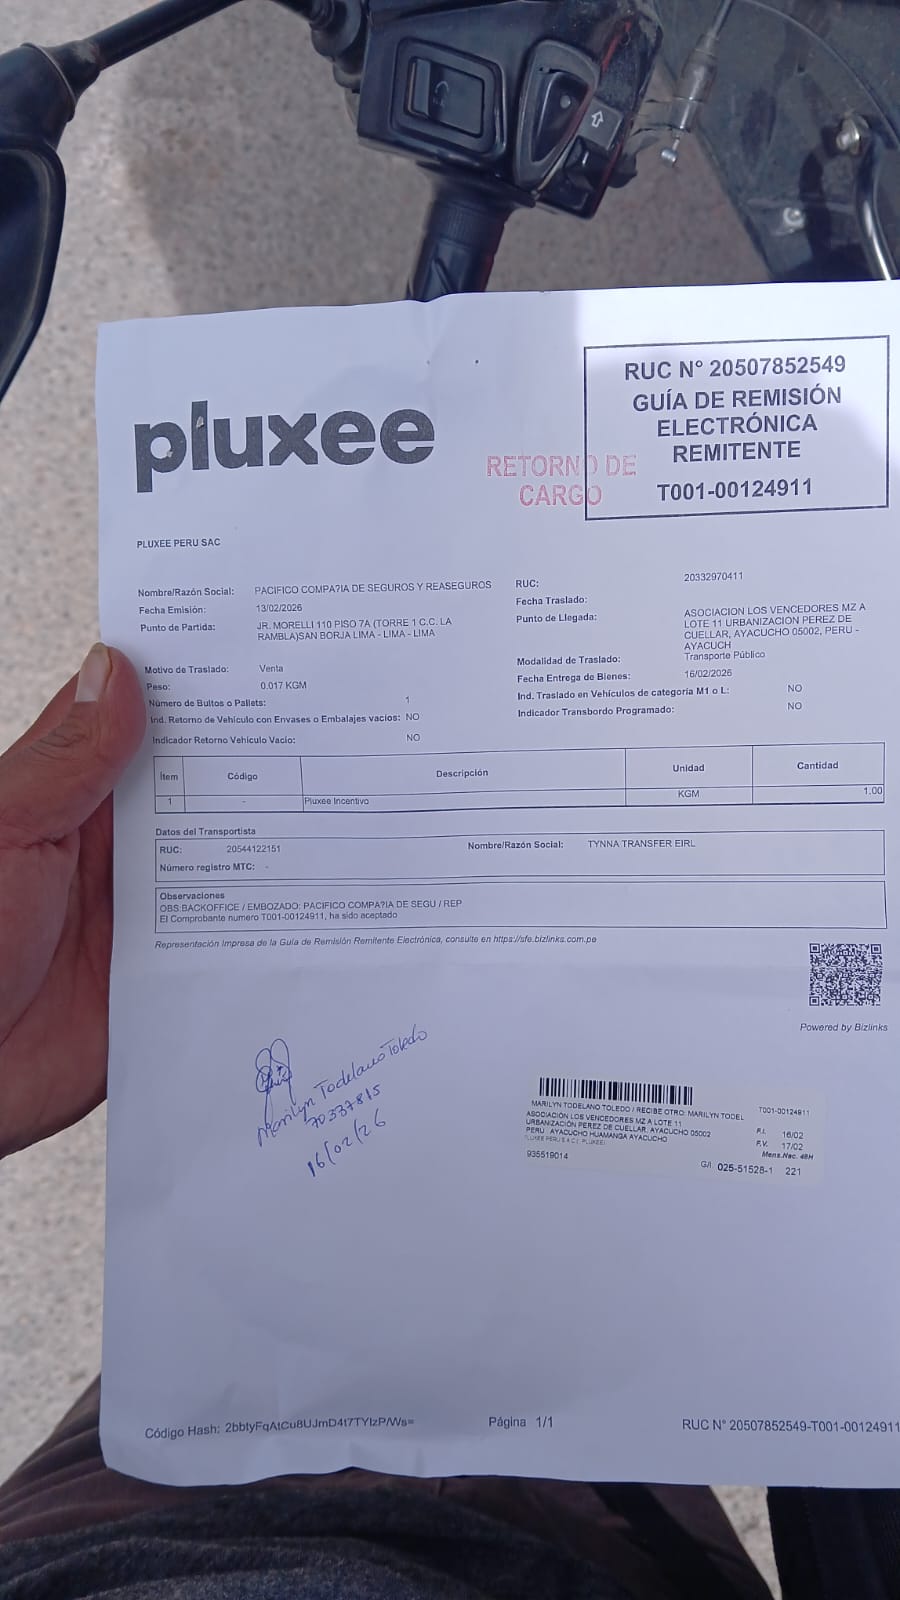 pluxee
RUC N° 20507852549
GUÍA DE REMISIÓN
ELECTRÓNICA
REMITENTE
T001-00124911
RETORNO DE
CARGO
PLUXEE PERU SAC
Nombre/Razón Social: PACIFICO COMPA?IA DE SEGUROS Y REASEGUROS
Fecha Emisión: 13/02/2026
Punto de Partida: JR. MORELLI 110 PISO 7A (TORRE 1 C.C. LA
RAMBLA)SAN BORJA LIMA - LIMA - LIMA
RUC: 20332970411
Fecha Traslado:
Punto de Llegada: ASOCIACION LOS VENCEDORES MZ A
LOTE 11 URBANIZACION PEREZ DE
CUELLAR, AYACUCHO 05002, PERU -
AYACUCH
Motivo de Traslado: Venta
Peso: 0.017 KGM
Número de Bultos o Pallets: 1
Ind. Retorno de Vehículo con Envases o Embalajes vacios: NO
Indicador Retorno Vehículo Vacio: NO
Modalidad de Traslado: Transporte Público
Fecha Entrega de Bienes: 16/02/2026
Ind. Traslado en Vehículos de categoría M1 o L: NO
Indicador Transbordo Programado: NO
Ítem Código Descripción Unidad Cantidad
1 - Pluxee Incentivo KGM 1.00
Datos del Transportista
RUC: 20544122151 Nombre/Razón Social: TYNNA TRANSFER EIRL
Número registro MTC: -
Observaciones
OBS:BACKOFFICE / EMBOZADO: PACIFICO COMPA?IA DE SEGU / REP
El Comprobante numero T001-00124911, ha sido aceptado
Representación Impresa de la Guía de Remisión Remitente Electrónica, consulte en https://sfe.bizlinks.com.pe
Powered by Bizlinks
Marilyn Todelano Toledo
70337815
16/02/26
MARILYN TODELANO TOLEDO / RECIBE OTRO: MARILYN TODEL T001-00124911
ASOCIACION LOS VENCEDORES MZ A LOTE 11
URBANIZACIÓN PEREZ DE CUELLAR, AYACUCHO 05002
PERU AYACUCHO HUAMANGA AYACUCHO
F.I. 16/02
F.V. 17/02
Mens.Nac. 48H
935519014
G/I: 025-51528-1 221
Código Hash: 2bbtyFqAtCu8UJmD4t7TYIzP/Ws=
Página 1/1
RUC N° 20507852549-T001-00124911